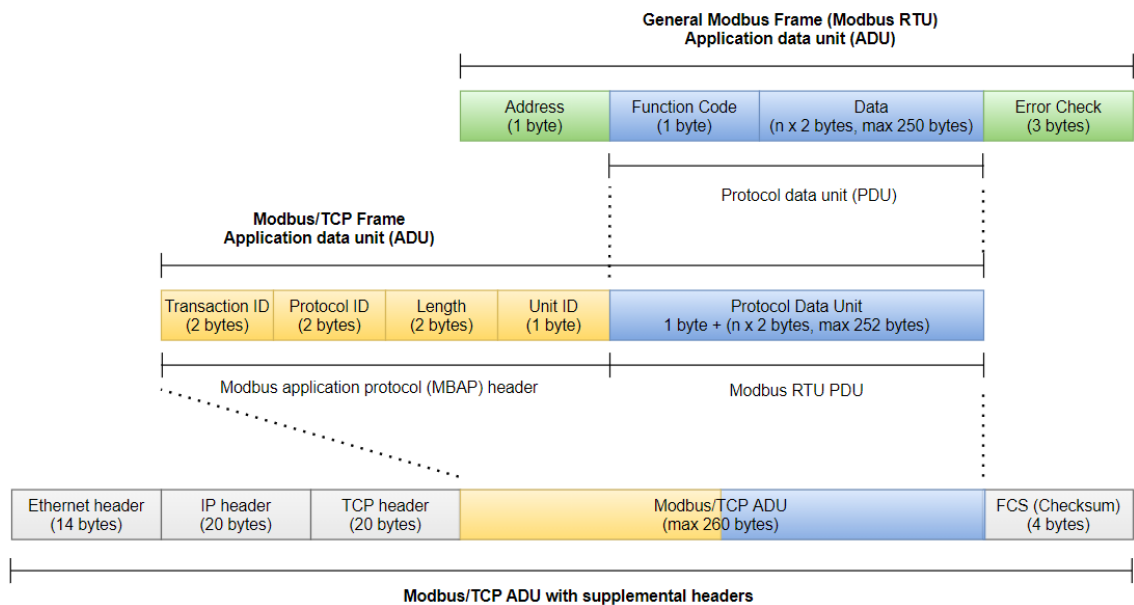 General Modbus Frame (Modbus RTU)
Application data unit (ADU)
Address
(1 byte)
Function Code
(1 byte)
Data
(n x 2 bytes, max 250 bytes)
Error Check
(3 bytes)
Protocol data unit (PDU)
Modbus/TCP Frame
Application data unit (ADU)
Transaction ID
(2 bytes)
Protocol ID
(2 bytes)
Length
(2 bytes)
Unit ID
(1 byte)
Protocol Data Unit
1 byte + (n x 2 bytes, max 252 bytes)
Modbus application protocol (MBAP) header
Modbus RTU PDU
Ethernet header
(14 bytes)
IP header
(20 bytes)
TCP header
(20 bytes)
Modbus/TCP ADU
(max 260 bytes)
FCS (Checksum)
(4 bytes)
Modbus/TCP ADU with supplemental headers